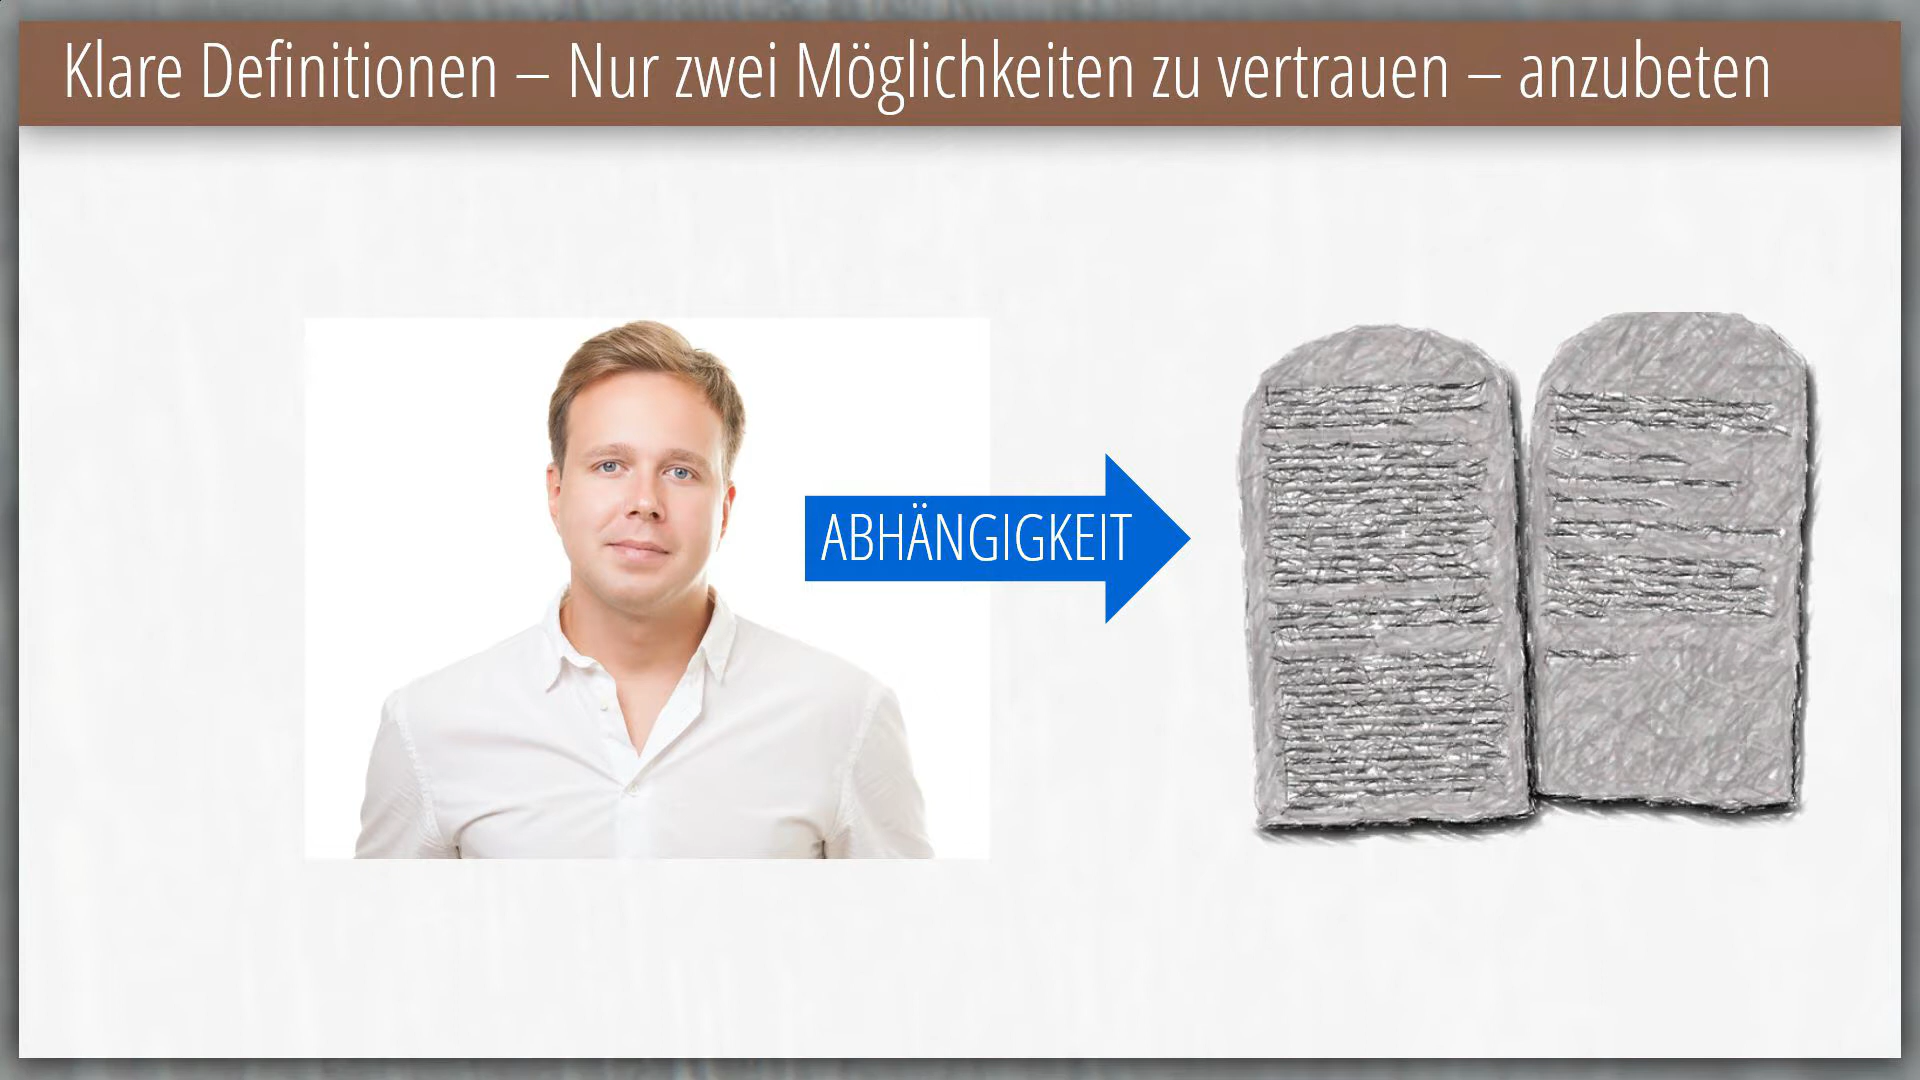 Klare Definitionen – Nur zwei Möglichkeiten zu vertrauen – anzubeten
ABHÄNGIGKEIT